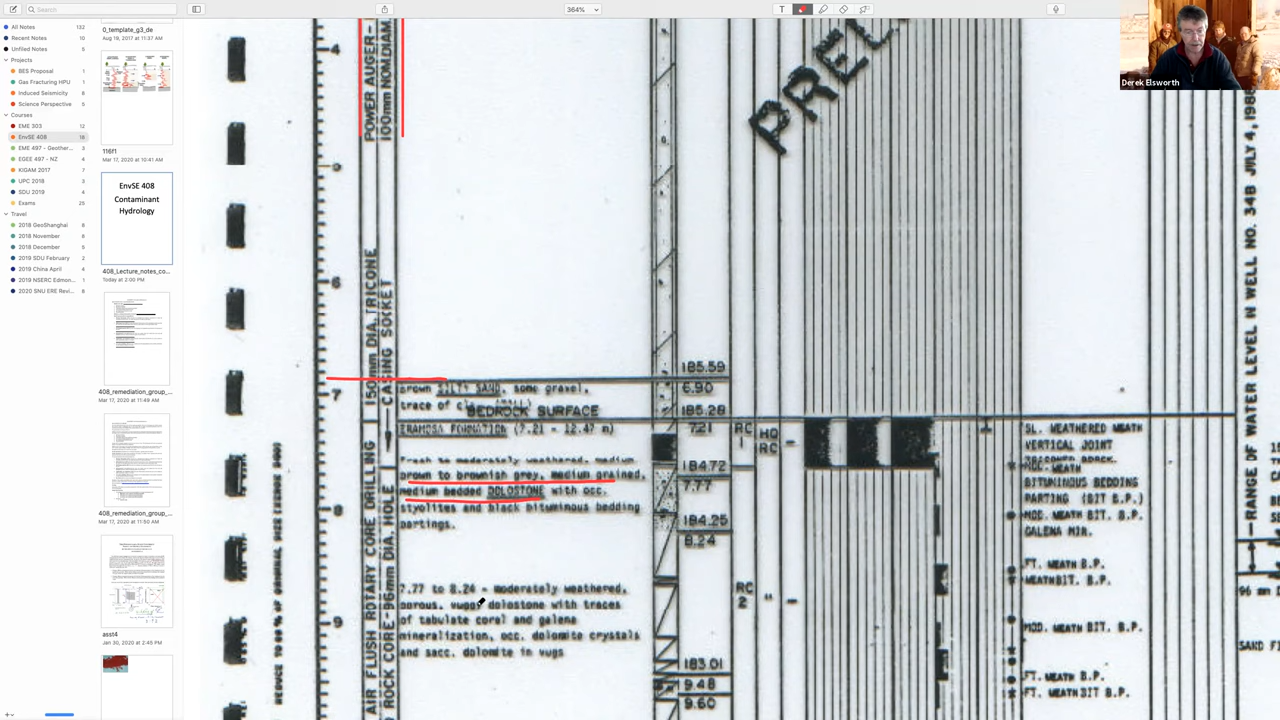 Search
364%
T
All Notes 132
Recent Notes 10
Unfiled Notes 5
Projects
BES Proposal 1
Gas Fracturing HPU 1
Induced Seismicity 8
Science Perspective 5
Courses
EME 303 12
EnvSE 408 18
EME 497 - Geother... 3
EGEE 497 - NZ 4
KIGAM 2017 7
UPC 2018 2
SDU 2019 4
Exams 25
Travel
2018 GeoShanghai 8
2018 November 6
2018 December 5
2019 SDU February 2
2019 China April 4
2019 NSERC Edmon... 1
2020 SNU ERE Revi... 8
0_template_g3_de
Aug 18, 2017 at 11:37 AM
116f1
Mar 17, 2020 at 10:41 AM
EnvSE 408
Contaminant
Hydrology
408_Lecture_notes_co...
Today at 2:00 PM
408_remediation_group_...
Mar 17, 2020 at 11:49 AM
408_remediation_group_...
Mar 17, 2020 at 11:50 AM
asst4
Jan 30, 2020 at 2:45 PM
Derek Elsworth
POWER AUGER-
100mm NOM.DIAM.
150mm DIA. TRICONE
CASING SOCKET
AIR FLUSH ROTARY CORE DRILLING
ROCK CORE-96mm DIA. HOLE
PREL
6
7
8
9
brown SILTY SAND, some gravel,
trace of
BEDROCK SURFACE
ERAMOSA FORMATION (7.21 - 22.47 m)
brown to brownish grey, medium grained,
medium bedded DOLOSTONE with occ.
stylolites and black bituminous bedding
partings.
7.77 to 8.24 - moderately weathered,
porous, vuggy dolostone with traces
of tabulate coral and galena
mineralization, occ. dolomite crystals
and sacc. dolomite in vugs
185.59
6.90
185.28
7.21
184.72
7.77
184.25
8.24
183.01
9.48
9.60
RC
HQ
RC
RC
2
"
SL. WEATHERED MEATH
VERTICAL JOINT
BITUMINOUS BEDDING
PARTING (BIT B.P.)
MOD. WEATH BIT. B.P.
GALENA MIN.
FT. WEATH B.P.
WEATH BIT. B.P.
MOD. WEATH BIT. B.P.
FT. WEATH BIT. B.P.
FT. WEATH BIT B.P.
RANGE OF WATER LEVEL IN WELL NO. 34B JULY 4, 198
SAND F